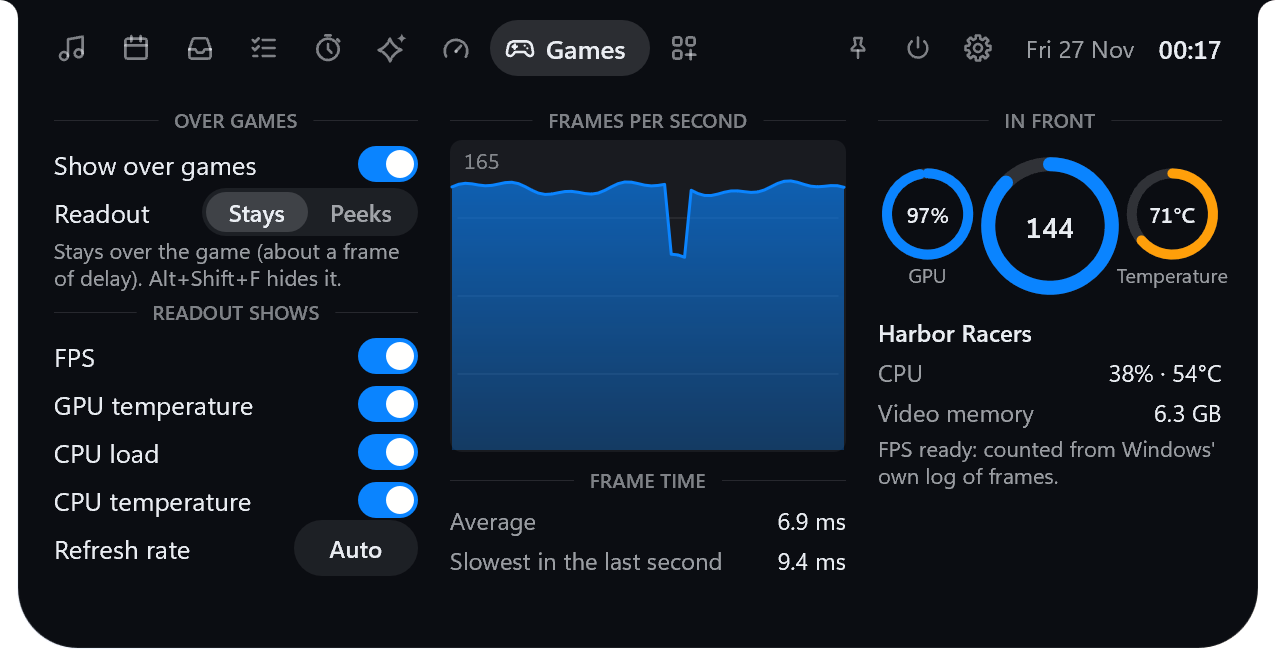 Games
Fri 27 Nov 00:17
OVER GAMES
Show over games
Readout Stays Peeks
Stays over the game (about a frame
of delay). Alt+Shift+F hides it.
READOUT SHOWS
FPS
GPU temperature
CPU load
CPU temperature
Refresh rate Auto
FRAMES PER SECOND
165
FRAME TIME
Average 6.9 ms
Slowest in the last second 9.4 ms
IN FRONT
97%
GPU
144
71°C
Temperature
Harbor Racers
CPU 38% · 54°C
Video memory 6.3 GB
FPS ready: counted from Windows'
own log of frames.